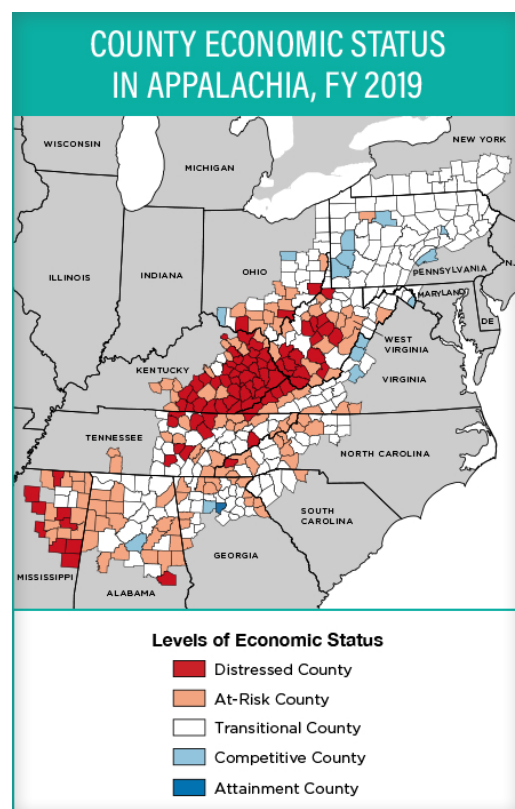 COUNTY ECONOMIC STATUS
IN APPALACHIA, FY 2019
WISCONSIN
NEW YORK
MICHIGAN
ILLINOIS
INDIANA
OHIO
PENNSYLVANIA
N.
MARYLAND
DE
WEST
VIRGINIA
KENTUCKY
VIRGINIA
TENNESSEE
NORTH CAROLINA
SOUTH
CAROLINA
GEORGIA
MISSISSIPPI
ALABAMA
Levels of Economic Status
Distressed County
At-Risk County
Transitional County
Competitive County
Attainment County